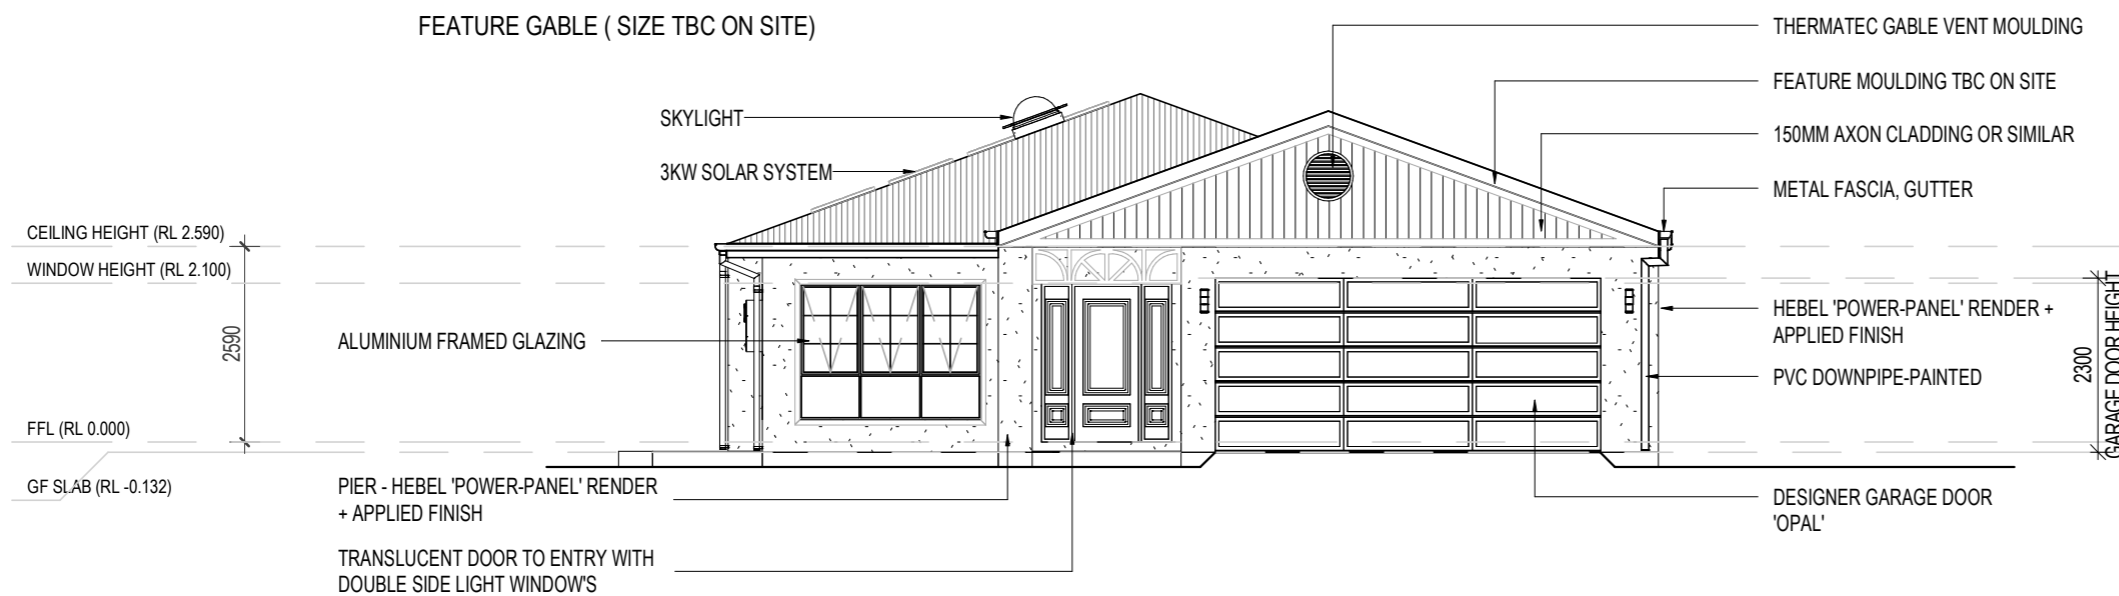 FEATURE GABLE ( SIZE TBC ON SITE)
THERMATEC GABLE VENT MOULDING
FEATURE MOULDING TBC ON SITE
SKYLIGHT
150MM AXON CLADDING OR SIMILAR
3KW SOLAR SYSTEM
METAL FASCIA, GUTTER
CEILING HEIGHT (RL 2.590)
WINDOW HEIGHT (RL 2.100)
2590
ALUMINIUM FRAMED GLAZING
HEBEL 'POWER-PANEL' RENDER +
APPLIED FINISH
2300
GARAGE DOOR HEIGHT
PVC DOWNPIPE-PAINTED
FFL (RL 0.000)
GF SLAB (RL -0.132)
PIER - HEBEL 'POWER-PANEL' RENDER
+ APPLIED FINISH
DESIGNER GARAGE DOOR
'OPAL'
TRANSLUCENT DOOR TO ENTRY WITH
DOUBLE SIDE LIGHT WINDOW'S